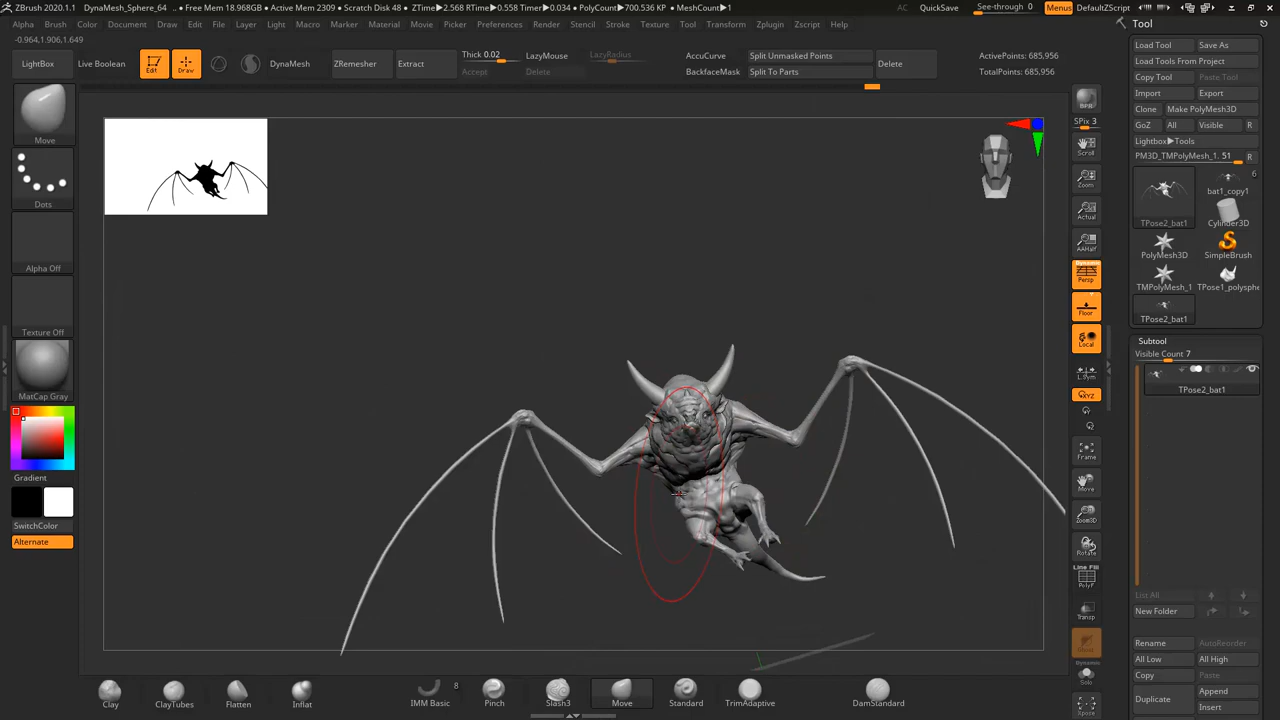 ZBrush 2020.1.1 DynaMesh_Sphere_64 .. • Free Mem 18.968GB • Active Mem 2309 • Scratch Disk 48 • ZTime▶2.568 RTime▶0.558 Timer▶0.034 • PolyCount▶700.536 KP • MeshCount▶1 AC QuickSave See-through 0 Menus DefaultZScript
Alpha Brush Color Document Draw Edit File Layer Light Macro Marker Material Movie Picker Preferences Render Stencil Stroke Texture Tool Transform Zplugin Zscript Help
-0.964,1.906,1.649
LightBox Live Boolean Edit Draw DynaMesh ZRemesher Extract Thick 0.02 Accept LazyMouse Delete LazyRadius AccuCurve BackfaceMask Split Unmasked Points Split To Parts Delete ActivePoints: 685,956 TotalPoints: 685,956
Move
Dots
Alpha Off
Texture Off
MatCap Gray
Gradient
SwitchColor
Alternate
BPR
SPix 3
Scroll
Zoom
Actual
AAHalf
Dynamic
Persp
Floor
Local
L.Sym
XYZ
Frame
Move
Zoom3D
Rotate
Line Fill
PolyF
Transp
Dynamic
Solo
Xpose
Tool
Load Tool Save As
Load Tools From Project
Copy Tool Paste Tool
Import Export
Clone Make PolyMesh3D
GoZ All Visible R
Lightbox▶Tools
PM3D_TMPolyMesh_1. 51 R
6
TPose2_bat1 bat1_copy1
Cylinder3D
PolyMesh3D SimpleBrush
TMPolyMesh_1 TPose1_polysphe
TPose2_bat1
Subtool
Visible Count 7
TPose2_bat1
List All
New Folder
Rename AutoReorder
All Low All High
Copy Paste
Duplicate Append
Insert
Clay ClayTubes Flatten Inflat IMM Basic 8 Pinch Slash3 Move Standard TrimAdaptive DamStandard